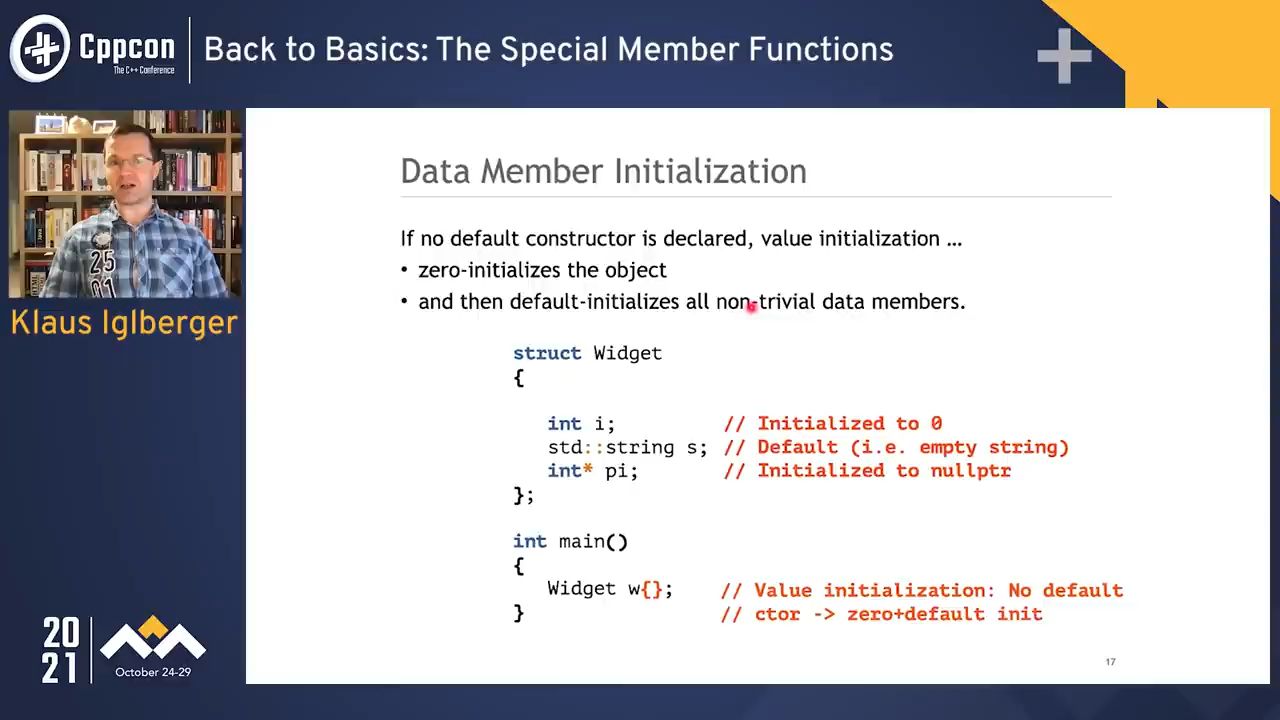 Cppcon
The C++ Conference
Back to Basics: The Special Member Functions
Klaus Iglberger
Data Member Initialization
If no default constructor is declared, value initialization …
• zero-initializes the object
• and then default-initializes all non-trivial data members.
struct Widget
{
int i; // Initialized to 0
std::string s; // Default (i.e. empty string)
int* pi; // Initialized to nullptr
};
int main()
{
Widget w{}; // Value initialization: No default
} // ctor -> zero+default init
17
20
21
October 24-29
25
01